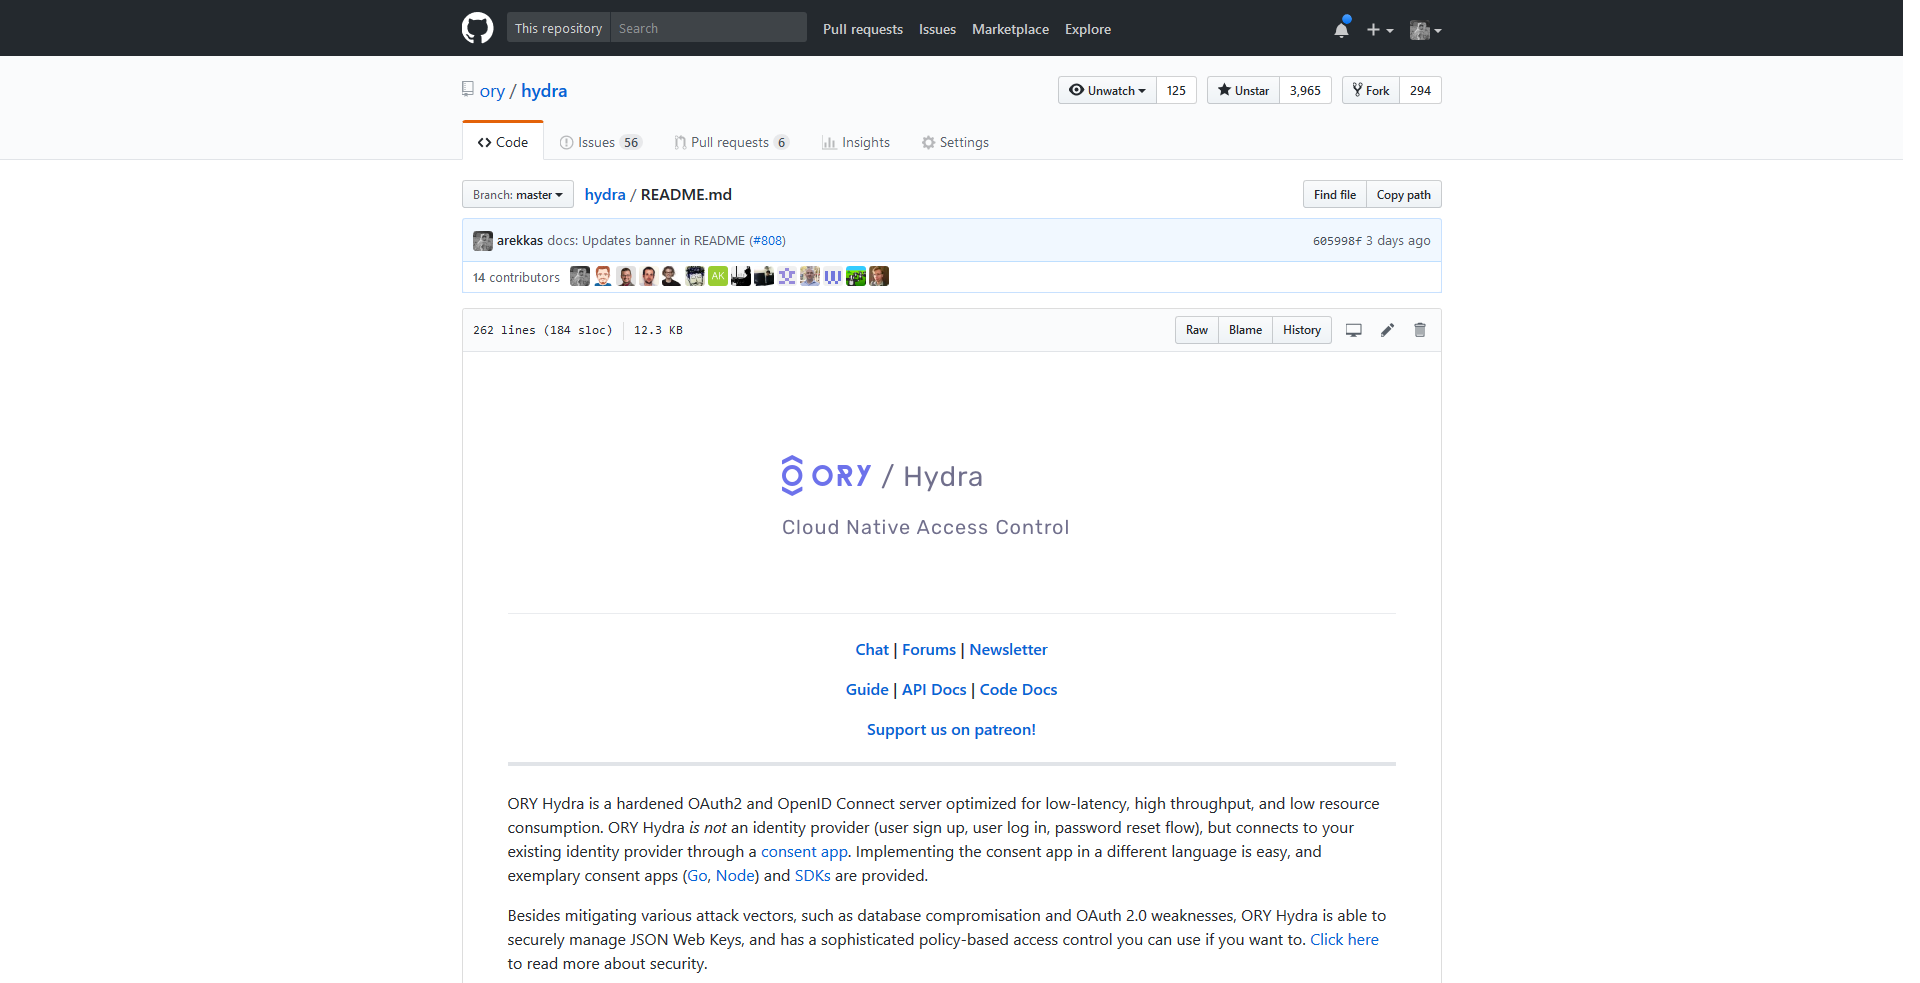 This repository Search Pull requests Issues Marketplace Explore
ory / hydra Unwatch 125 Unstar 3,965 Fork 294
Code Issues 56 Pull requests 6 Insights Settings
Branch: master hydra / README.md Find file Copy path
arekkas docs: Updates banner in README (#808) 605998f 3 days ago
14 contributors AK
262 lines (184 sloc) 12.3 KB Raw Blame History
ORY / Hydra
Cloud Native Access Control
Chat | Forums | Newsletter
Guide | API Docs | Code Docs
Support us on patreon!
ORY Hydra is a hardened OAuth2 and OpenID Connect server optimized for low-latency, high throughput, and low resource
consumption. ORY Hydra is not an identity provider (user sign up, user log in, password reset flow), but connects to your
existing identity provider through a consent app. Implementing the consent app in a different language is easy, and
exemplary consent apps (Go, Node) and SDKs are provided.
Besides mitigating various attack vectors, such as database compromisation and OAuth 2.0 weaknesses, ORY Hydra is able to
securely manage JSON Web Keys, and has a sophisticated policy-based access control you can use if you want to. Click here
to read more about security.